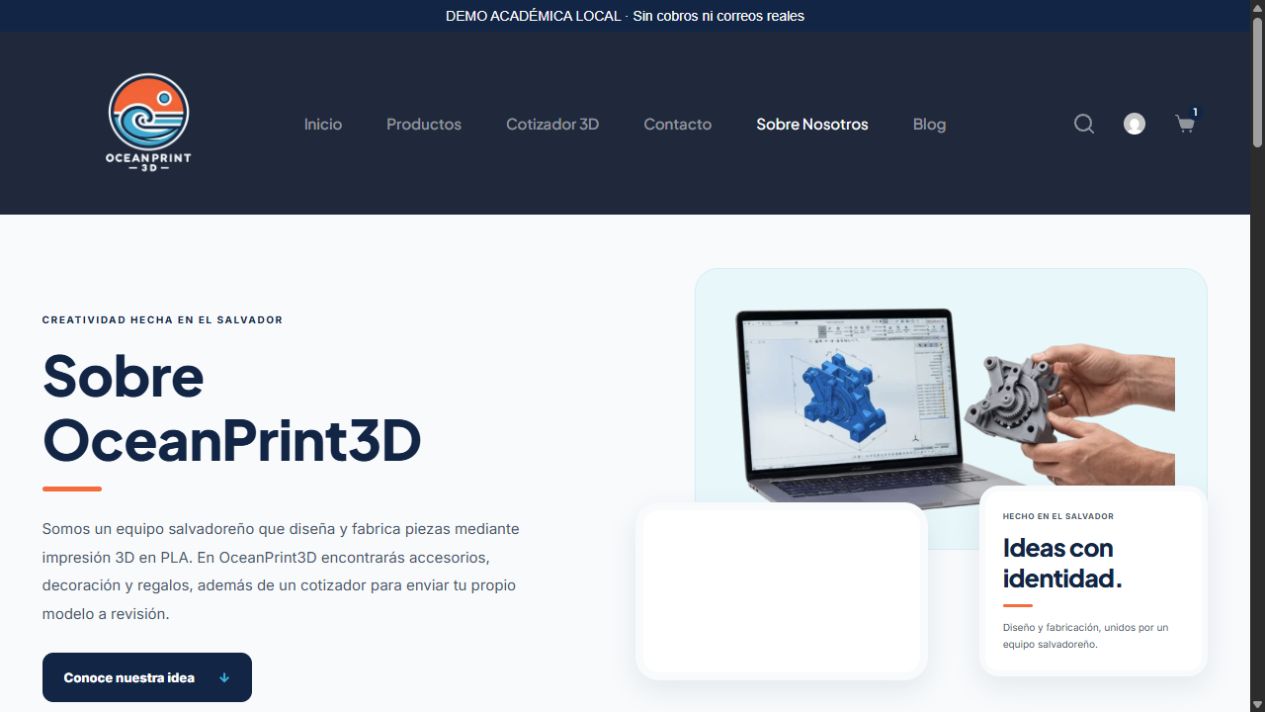 DEMO ACADÉMICA LOCAL · Sin cobros ni correos reales
OCEANPRINT
3D
Inicio
Productos
Cotizador 3D
Contacto
Sobre Nosotros
Blog
1
CREATIVIDAD HECHA EN EL SALVADOR
Sobre
OceanPrint3D
Somos un equipo salvadoreño que diseña y fabrica piezas mediante
impresión 3D en PLA. En OceanPrint3D encontrarás accesorios,
decoración y regalos, además de un cotizador para enviar tu propio
modelo a revisión.
Conoce nuestra idea
HECHO EN EL SALVADOR
Ideas con
identidad.
Diseño y fabricación, unidos por un
equipo salvadoreño.